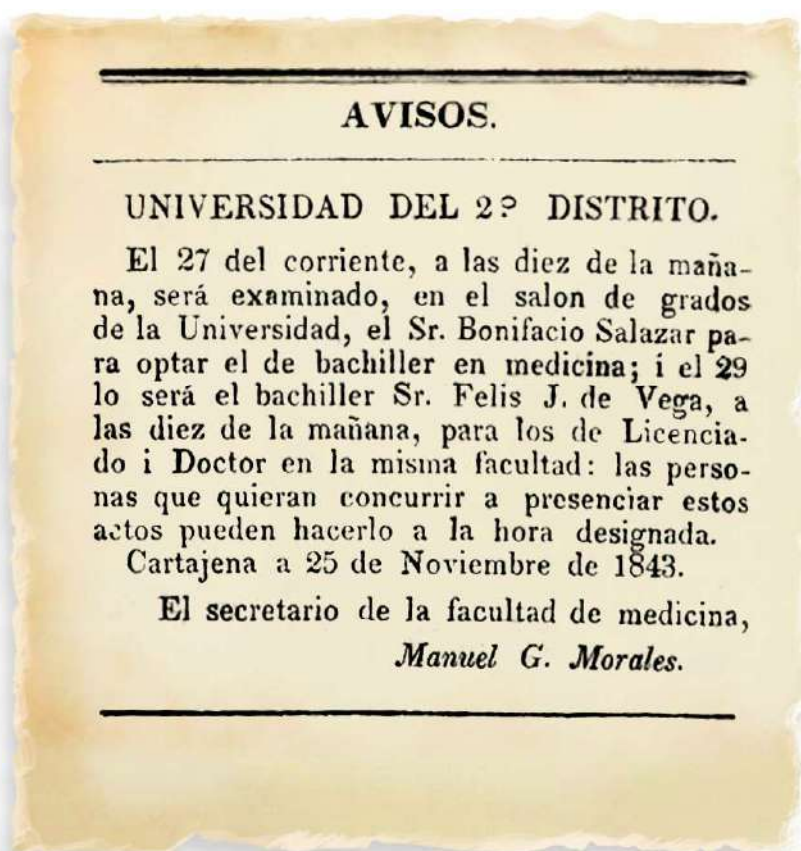 AVISOS.
UNIVERSIDAD DEL 2º DISTRITO.
El 27 del corriente, a las diez de la maña-
na, será examinado, en el salon de grados
de la Universidad, el Sr. Bonifacio Salazar pa-
ra optar el de bachiller en medicina; i el 29
lo será el bachiller Sr. Felis J. de Vega, a
las diez de la mañana, para los de Licencia-
do i Doctor en la misma facultad: las perso-
nas que quieran concurrir a presenciar estos
actos pueden hacerlo a la hora designada.
Cartajena a 25 de Noviembre de 1843.
El secretario de la facultad de medicina,
Manuel G. Morales.